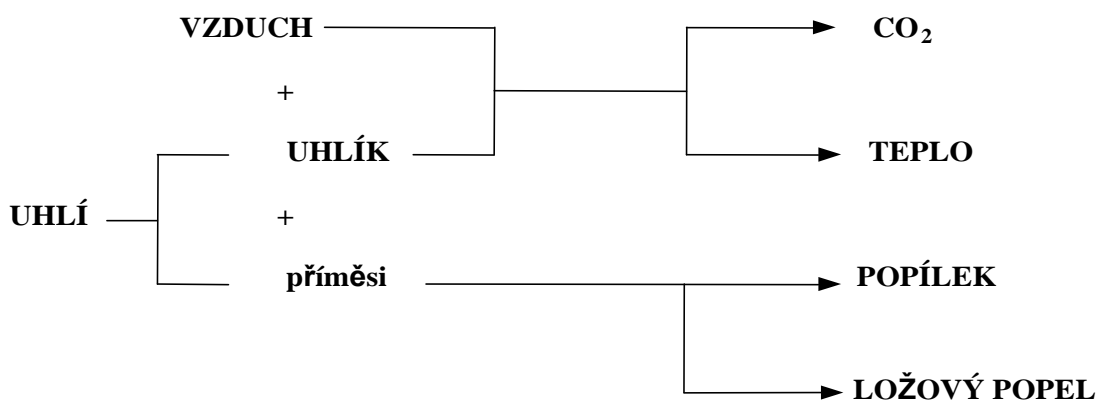 VZDUCH CO2
+
UHLÍK TEPLO
UHLÍ +
příměsi POPÍLEK
LOŽOVÝ POPEL